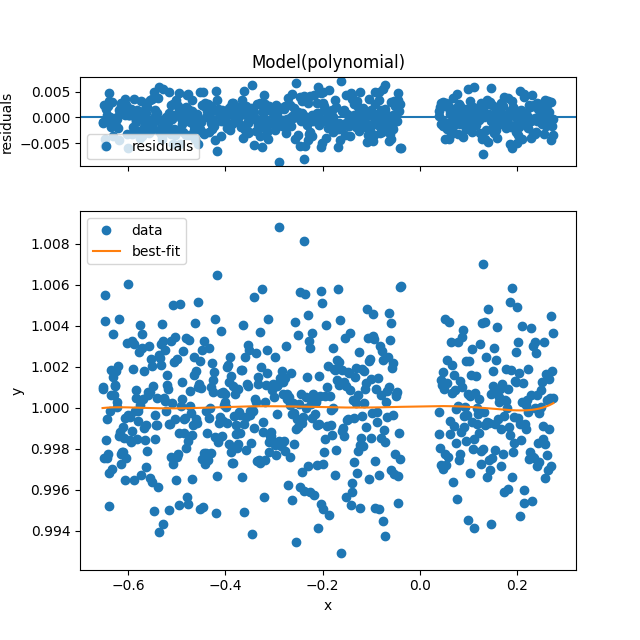 Model(polynomial)
residuals
0.005
0.000
−0.005
residuals
y
1.008
1.006
1.004
1.002
1.000
0.998
0.996
0.994
data
best-fit
−0.6
−0.4
−0.2
0.0
0.2
x